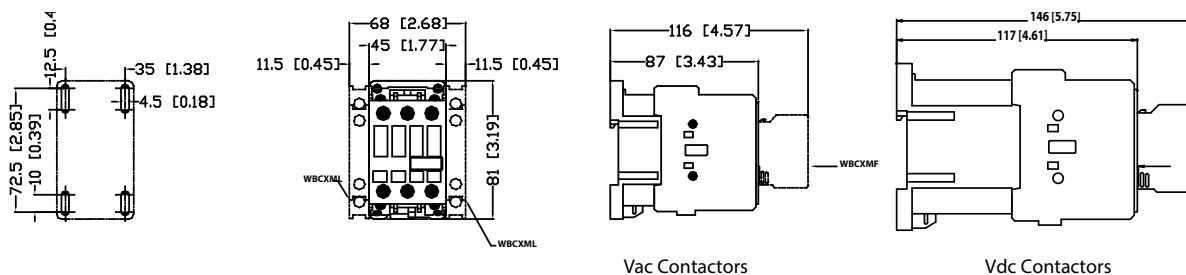 12.5 [0.4
35 [1.38]
4.5 [0.18]
72.5 [2.85]
10 [0.39]
68 [2.68]
45 [1.77]
11.5 [0.45]
11.5 [0.45]
81 [3.19]
WBCXML
WBCXML
116 [4.57]
87 [3.43]
WBCXMF
Vac Contactors
146 [5.75]
117 [4.61]
Vdc Contactors